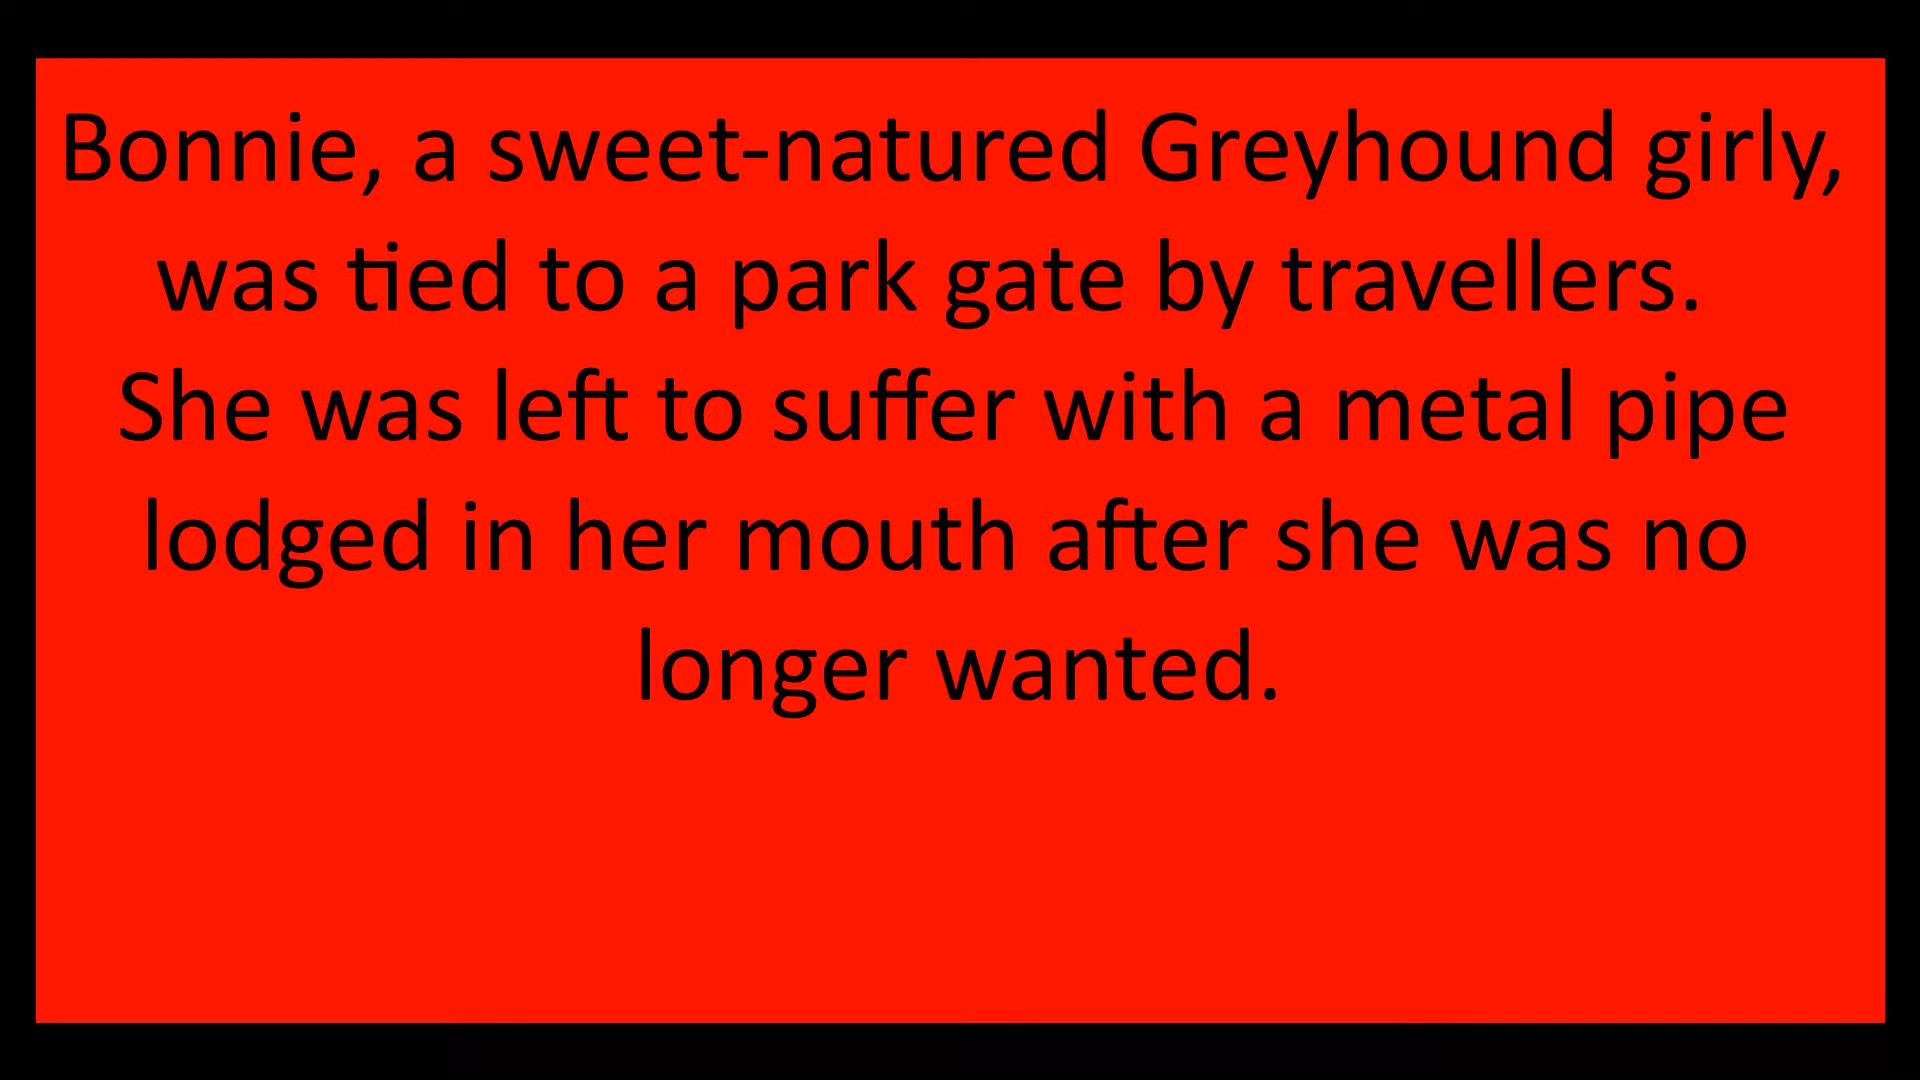 Bonnie, a sweet-natured Greyhound girly,
was tied to a park gate by travellers.
She was left to suffer with a metal pipe
lodged in her mouth after she was no
longer wanted.